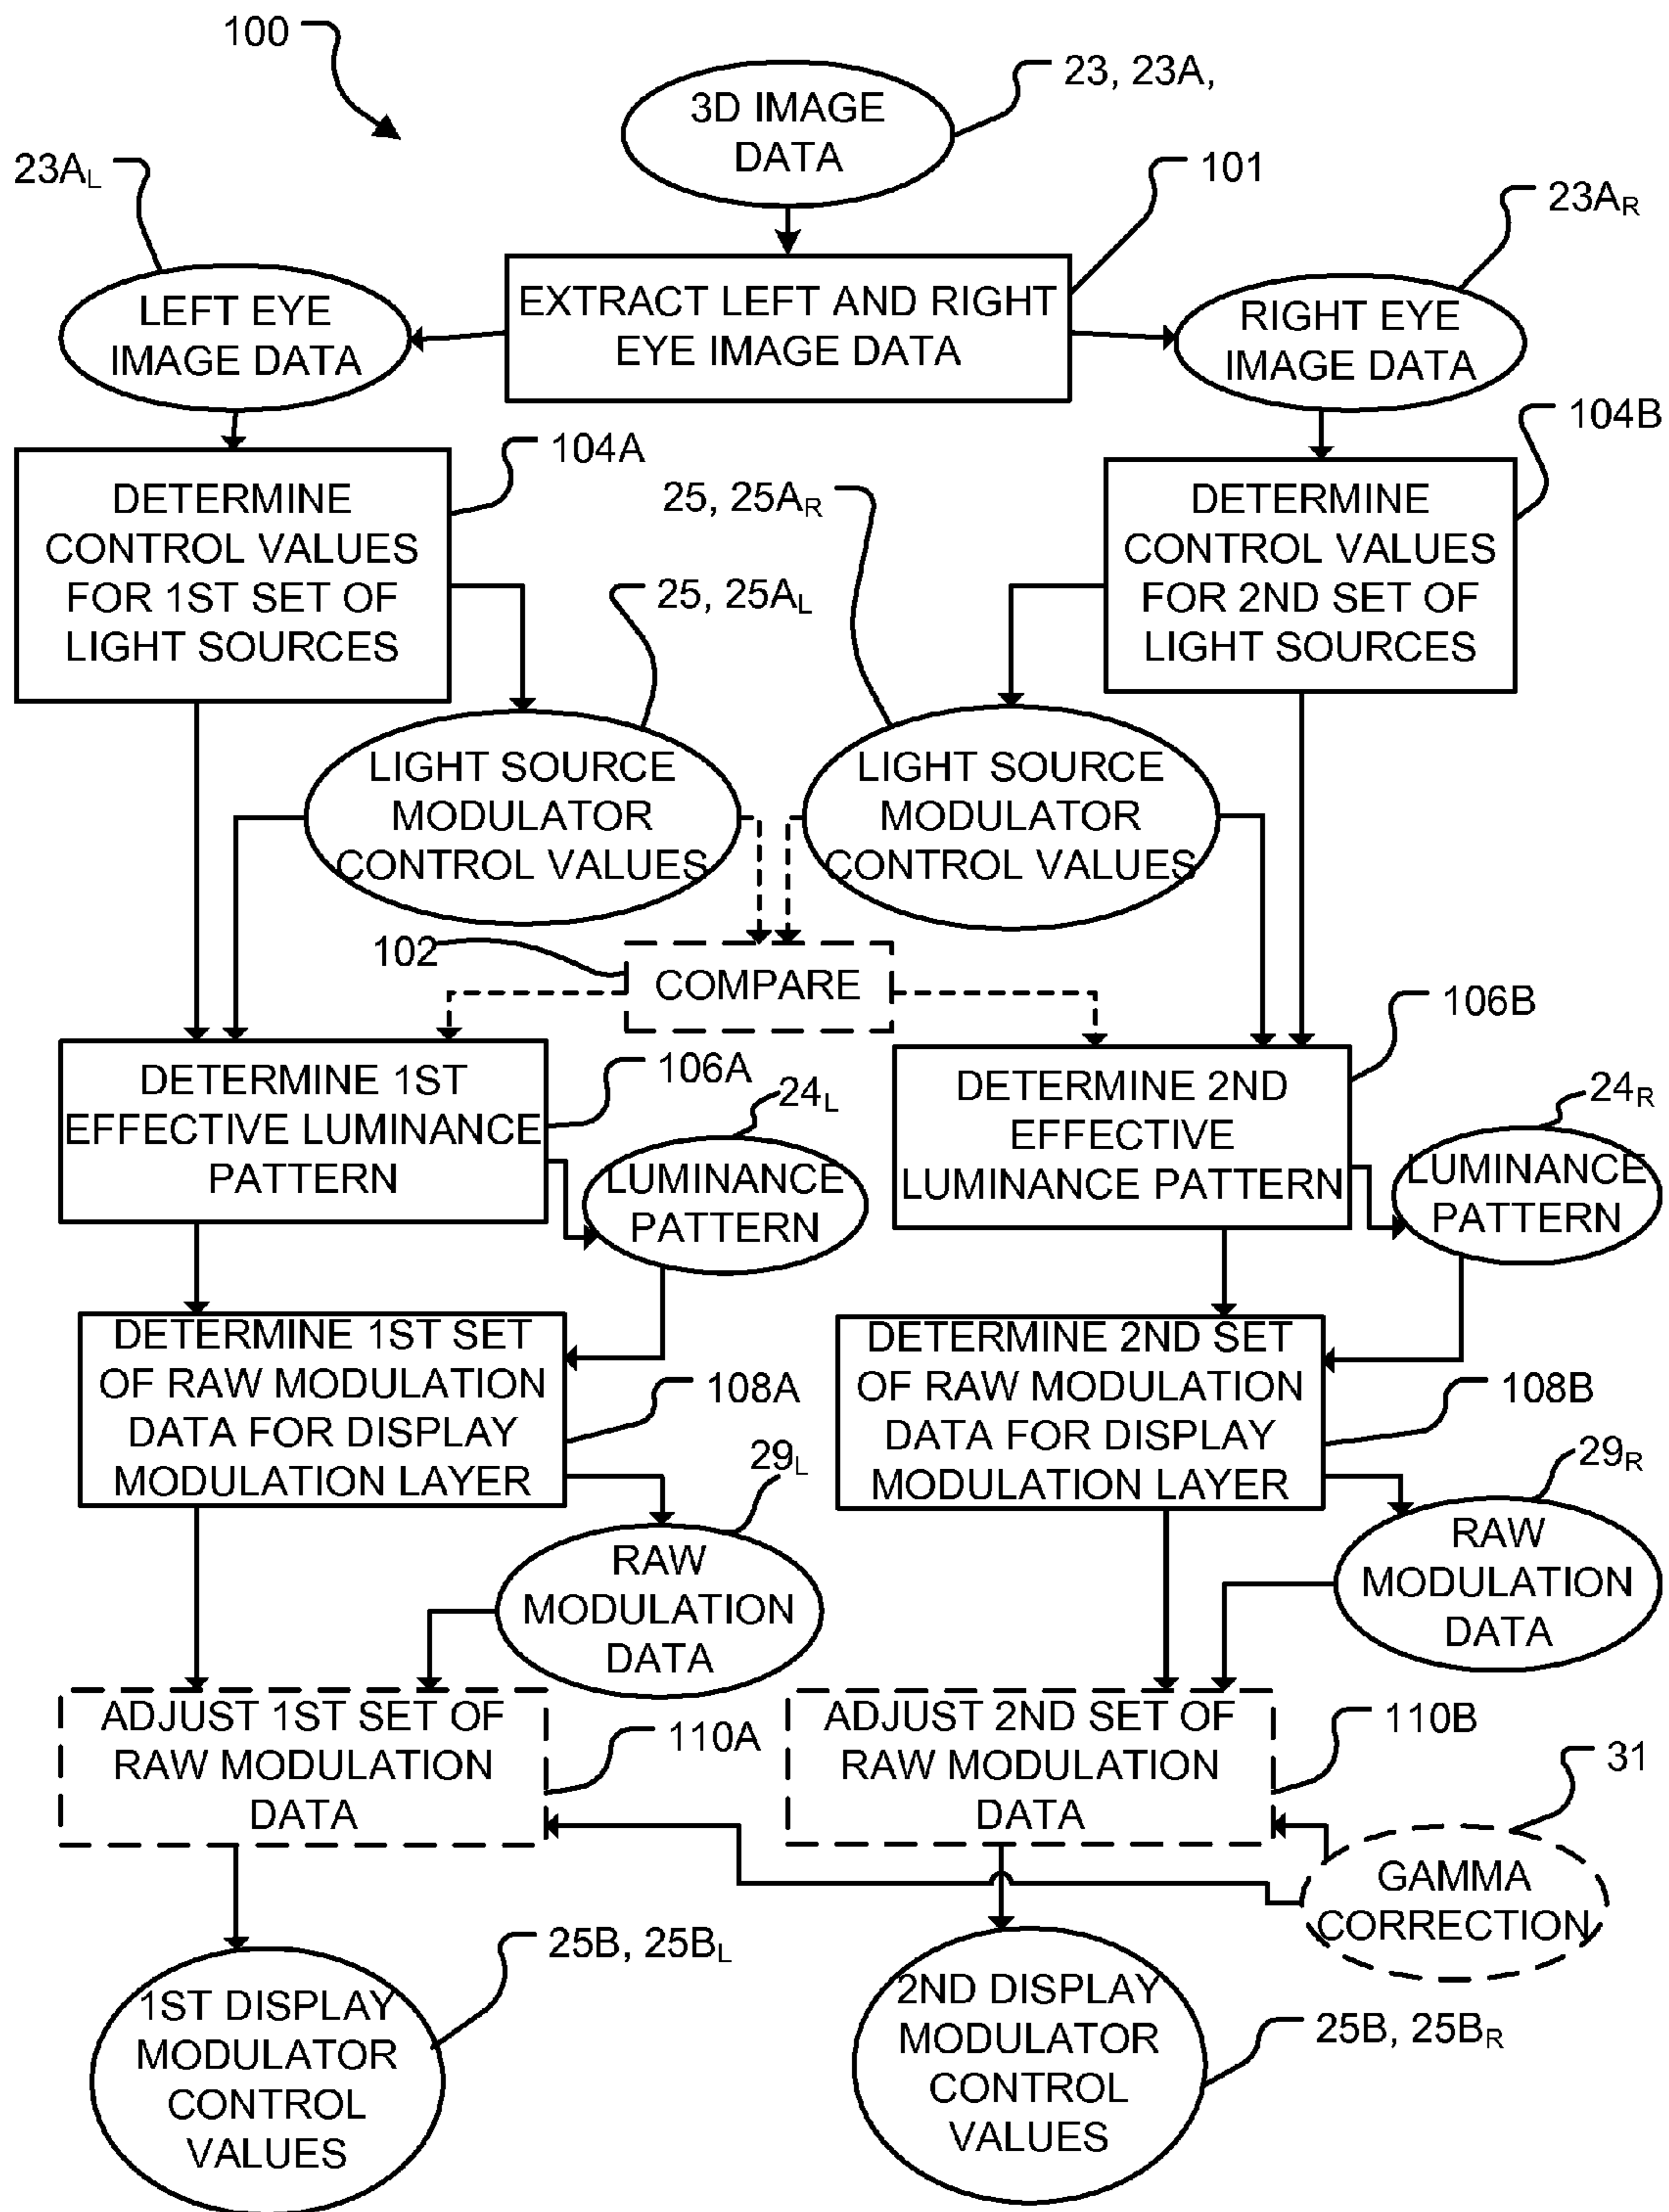 100
3D IMAGE
DATA
23, 23A,
101
23AL
23AR
LEFT EYE
IMAGE DATA
EXTRACT LEFT AND RIGHT
EYE IMAGE DATA
RIGHT EYE
IMAGE DATA
104A
104B
DETERMINE
CONTROL VALUES
FOR 1ST SET OF
LIGHT SOURCES
25, 25AR
25, 25AL
DETERMINE
CONTROL VALUES
FOR 2ND SET OF
LIGHT SOURCES
LIGHT SOURCE
MODULATOR
CONTROL VALUES
LIGHT SOURCE
MODULATOR
CONTROL VALUES
102
COMPARE
106B
DETERMINE 1ST
EFFECTIVE LUMINANCE
PATTERN
106A
24L
DETERMINE 2ND
EFFECTIVE
LUMINANCE PATTERN
24R
LUMINANCE
PATTERN
LUMINANCE
PATTERN
DETERMINE 1ST SET
OF RAW MODULATION
DATA FOR DISPLAY
MODULATION LAYER
108A
29L
DETERMINE 2ND SET
OF RAW MODULATION
DATA FOR DISPLAY
MODULATION LAYER
108B
29R
RAW
MODULATION
DATA
RAW
MODULATION
DATA
ADJUST 1ST SET OF
RAW MODULATION
DATA
110A
ADJUST 2ND SET OF
RAW MODULATION
DATA
110B
31
GAMMA
CORRECTION
25B, 25BL
1ST DISPLAY
MODULATOR
CONTROL
VALUES
2ND DISPLAY
MODULATOR
CONTROL
VALUES
25B, 25BR